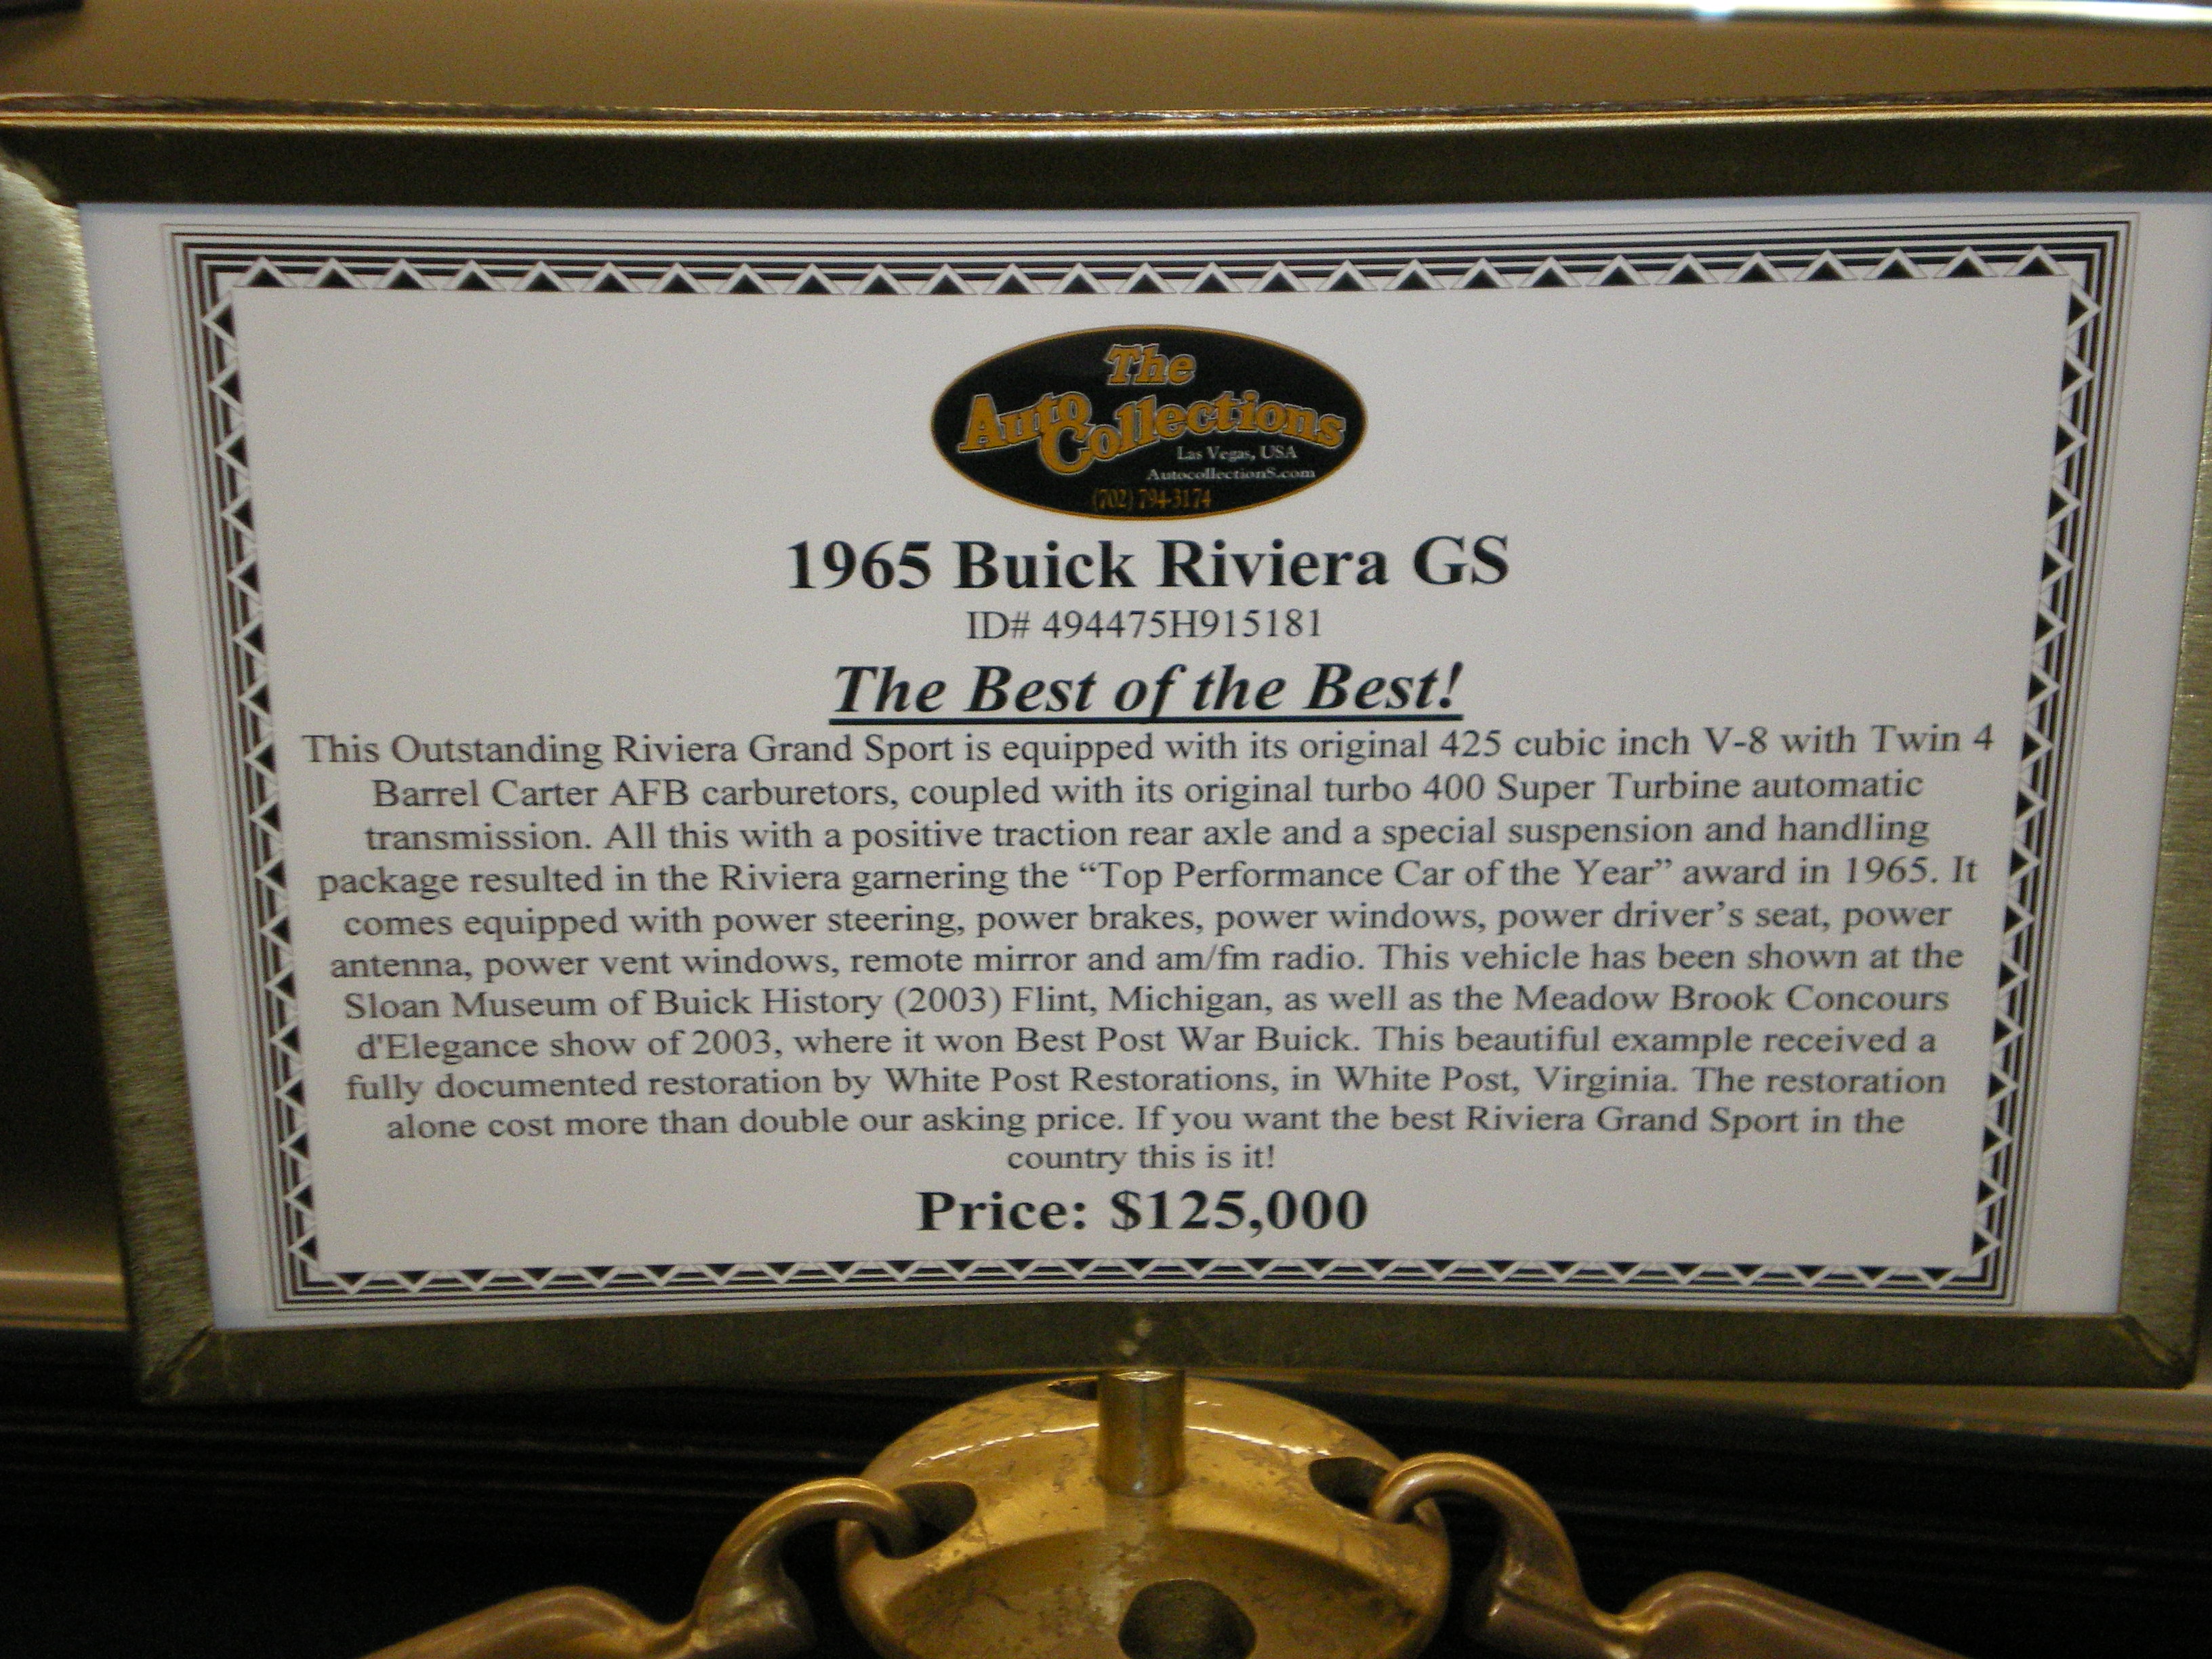 The
Auto Collections
Las Vegas, USA
AutocollectionS.com
(702) 794-3174
1965 Buick Riviera GS
ID# 494475H915181
The Best of the Best!
This Outstanding Riviera Grand Sport is equipped with its original 425 cubic inch V-8 with Twin 4
Barrel Carter AFB carburetors, coupled with its original turbo 400 Super Turbine automatic
transmission. All this with a positive traction rear axle and a special suspension and handling
package resulted in the Riviera garnering the “Top Performance Car of the Year” award in 1965. It
comes equipped with power steering, power brakes, power windows, power driver’s seat, power
antenna, power vent windows, remote mirror and am/fm radio. This vehicle has been shown at the
Sloan Museum of Buick History (2003) Flint, Michigan, as well as the Meadow Brook Concours
d'Elegance show of 2003, where it won Best Post War Buick. This beautiful example received a
fully documented restoration by White Post Restorations, in White Post, Virginia. The restoration
alone cost more than double our asking price. If you want the best Riviera Grand Sport in the
country this is it!
Price: $125,000